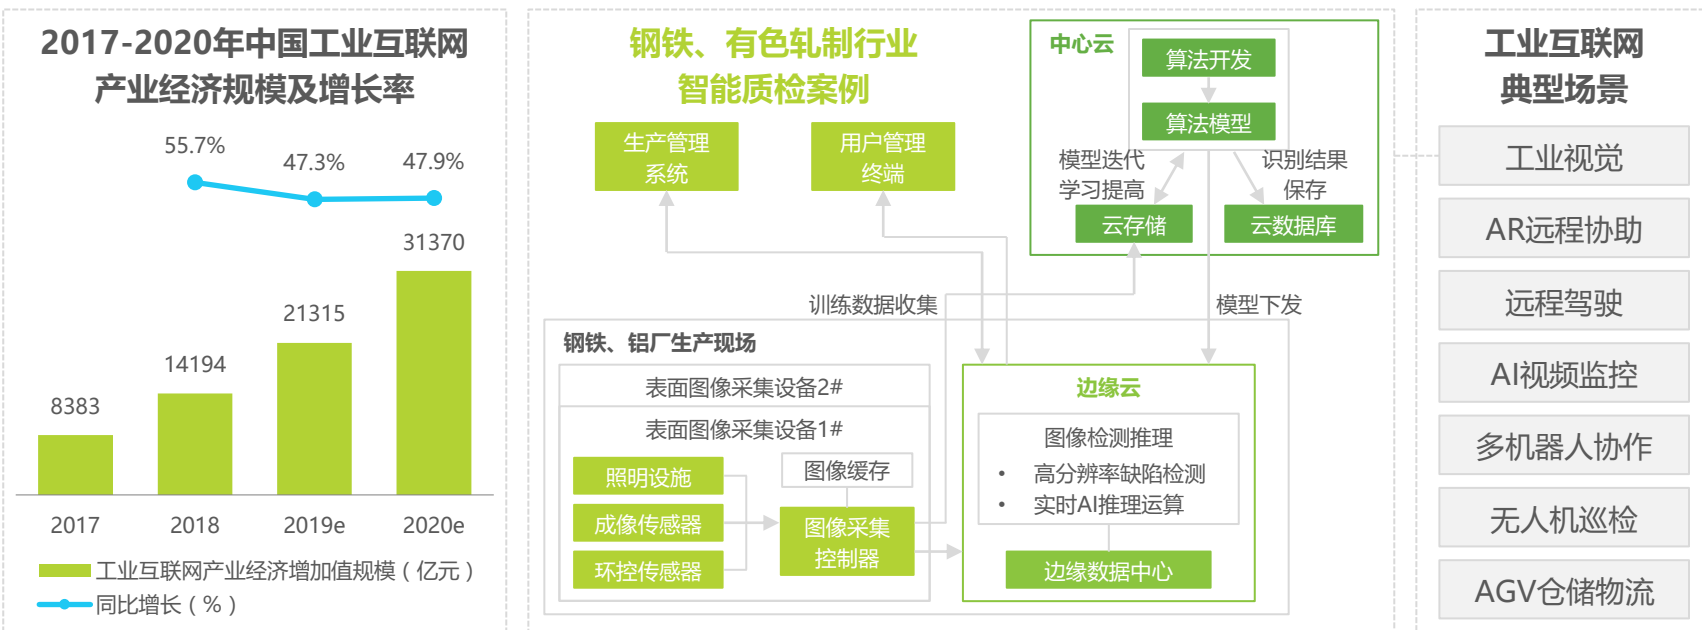 2017-2020年中国工业互联网
产业经济规模及增长率
55.7%
47.3%
47.9%
31370
21315
14194
8383
2017
2018
2019e
2020e
工业互联网产业经济增加值规模（亿元）
同比增长（%）
钢铁、有色轧制行业
智能质检案例
生产管理
系统
用户管理
终端
中心云
算法开发
算法模型
模型迭代
学习提高
识别结果
保存
云存储
云数据库
训练数据收集
模型下发
钢铁、铝厂生产现场
表面图像采集设备2#
表面图像采集设备1#
照明设施
成像传感器
环控传感器
图像缓存
图像采集
控制器
边缘云
图像检测推理
• 高分辨率缺陷检测
• 实时AI推理运算
边缘数据中心
工业互联网
典型场景
工业视觉
AR远程协助
远程驾驶
AI视频监控
多机器人协作
无人机巡检
AGV仓储物流